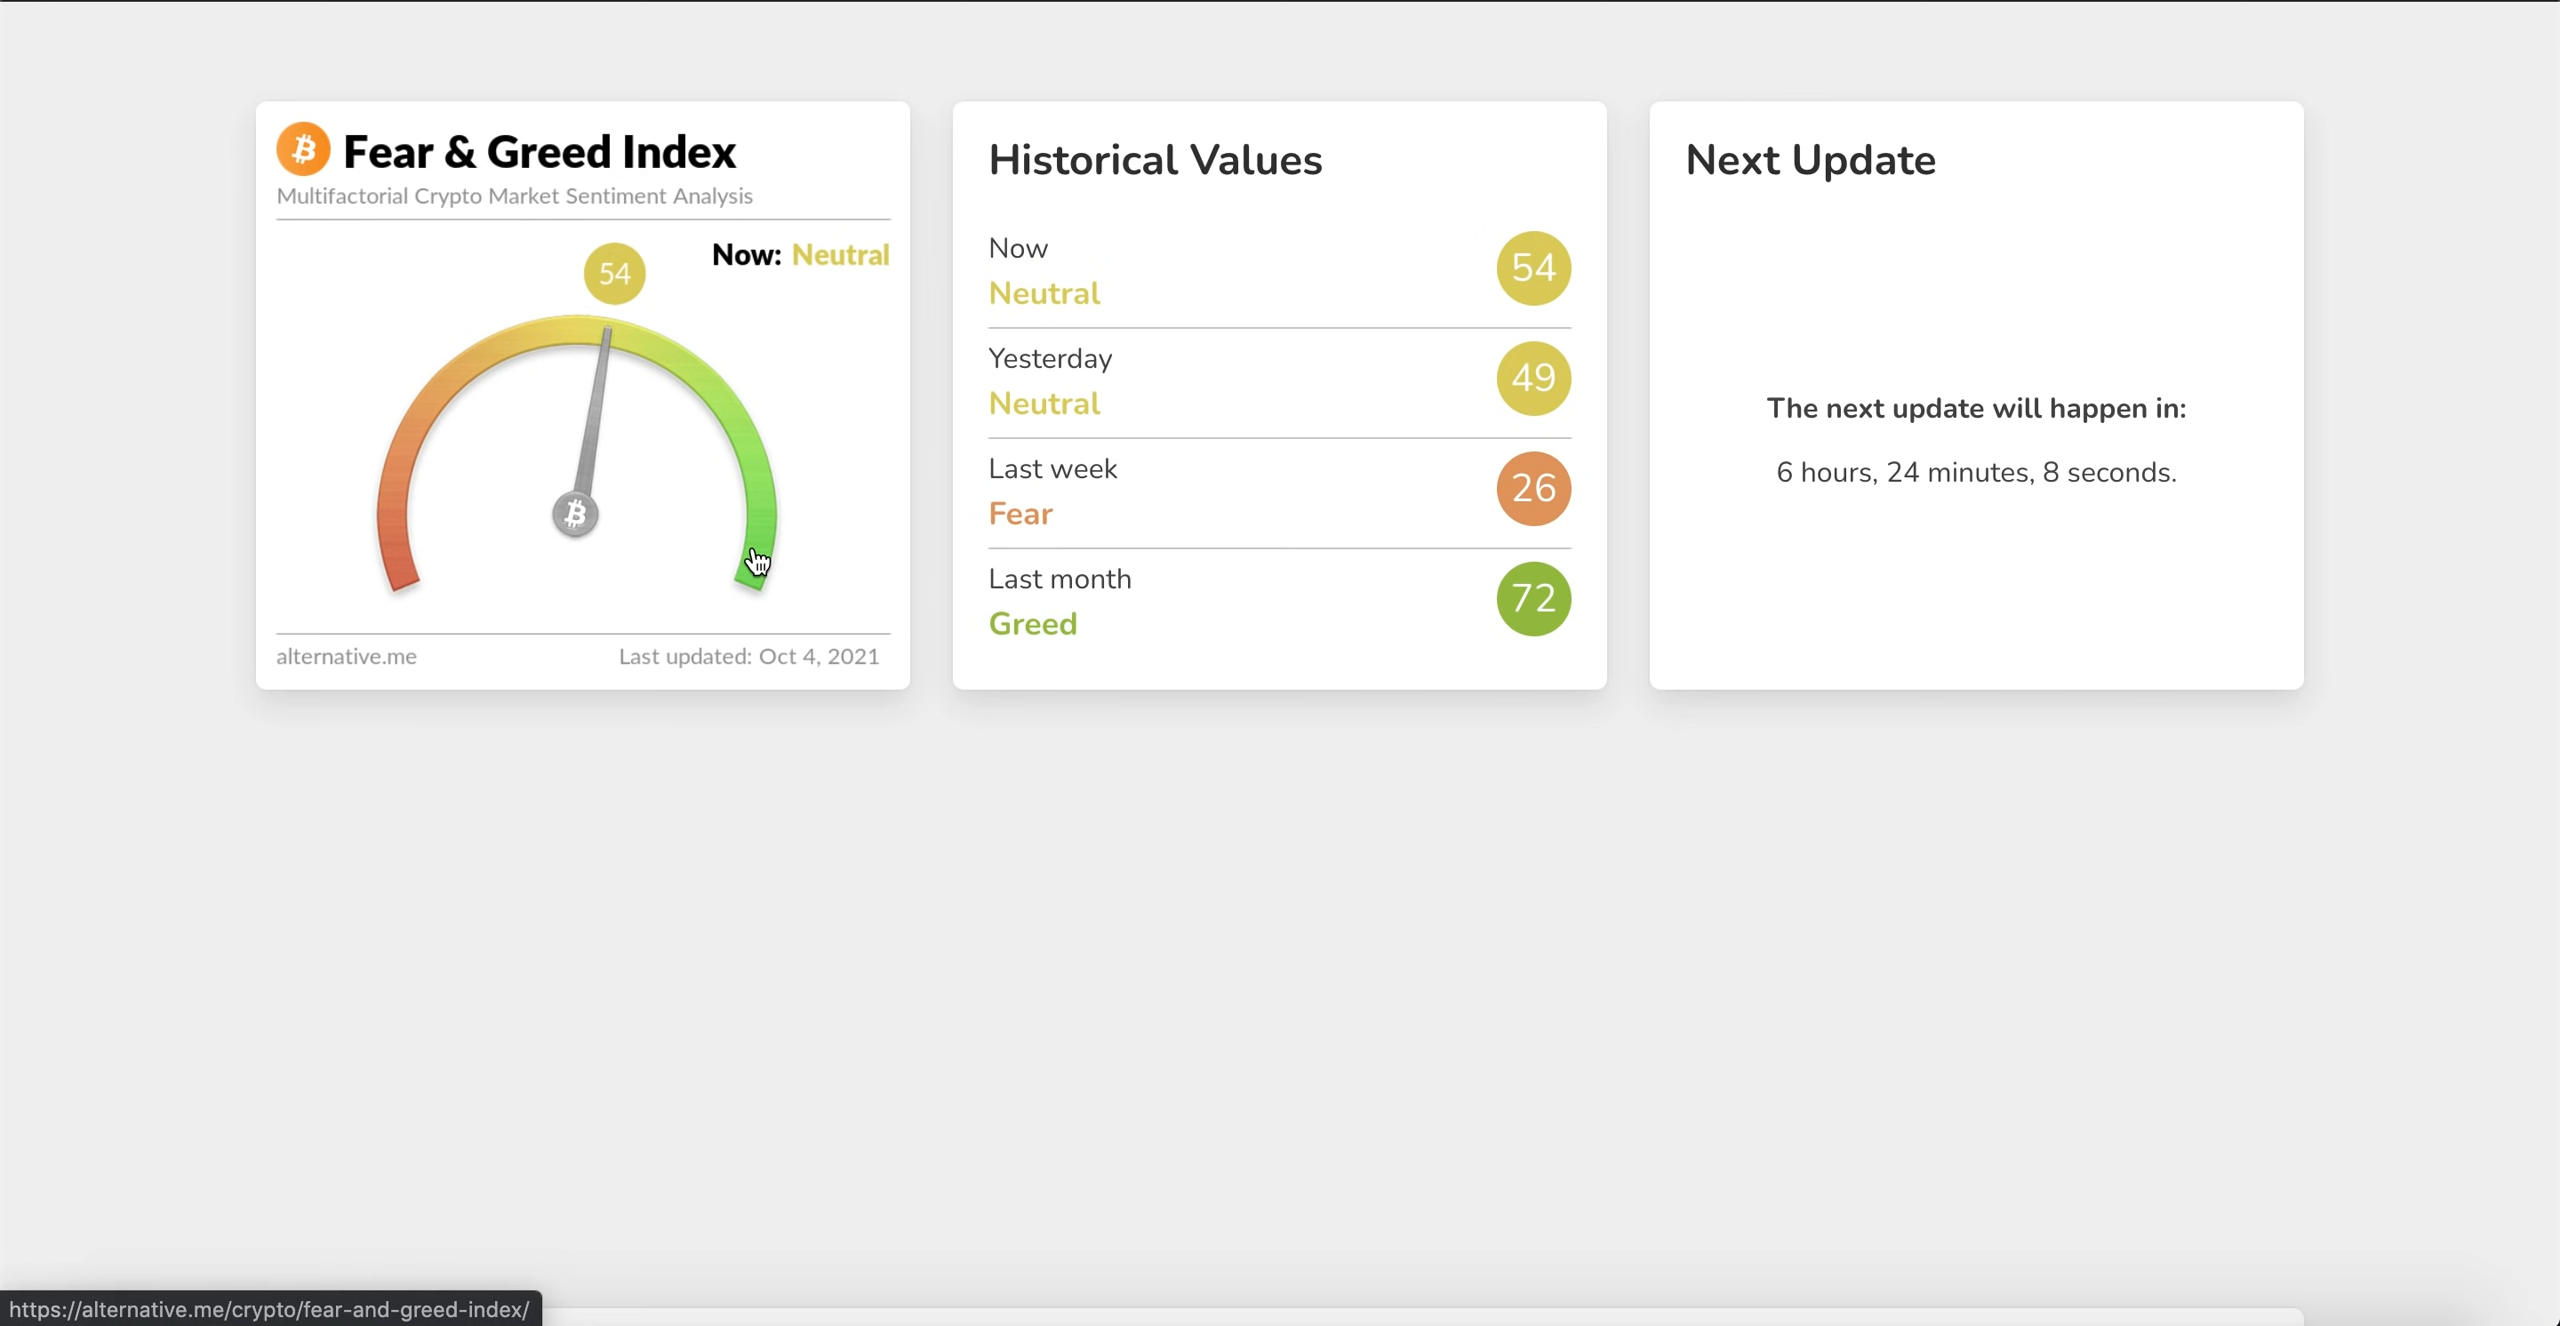 Fear & Greed Index
Multifactorial Crypto Market Sentiment Analysis
Now: Neutral
54
alternative.me
Last updated: Oct 4, 2021
Historical Values
Now
Neutral
54
Yesterday
Neutral
49
Last week
Fear
26
Last month
Greed
72
Next Update
The next update will happen in:
6 hours, 24 minutes, 8 seconds.
https://alternative.me/crypto/fear-and-greed-index/